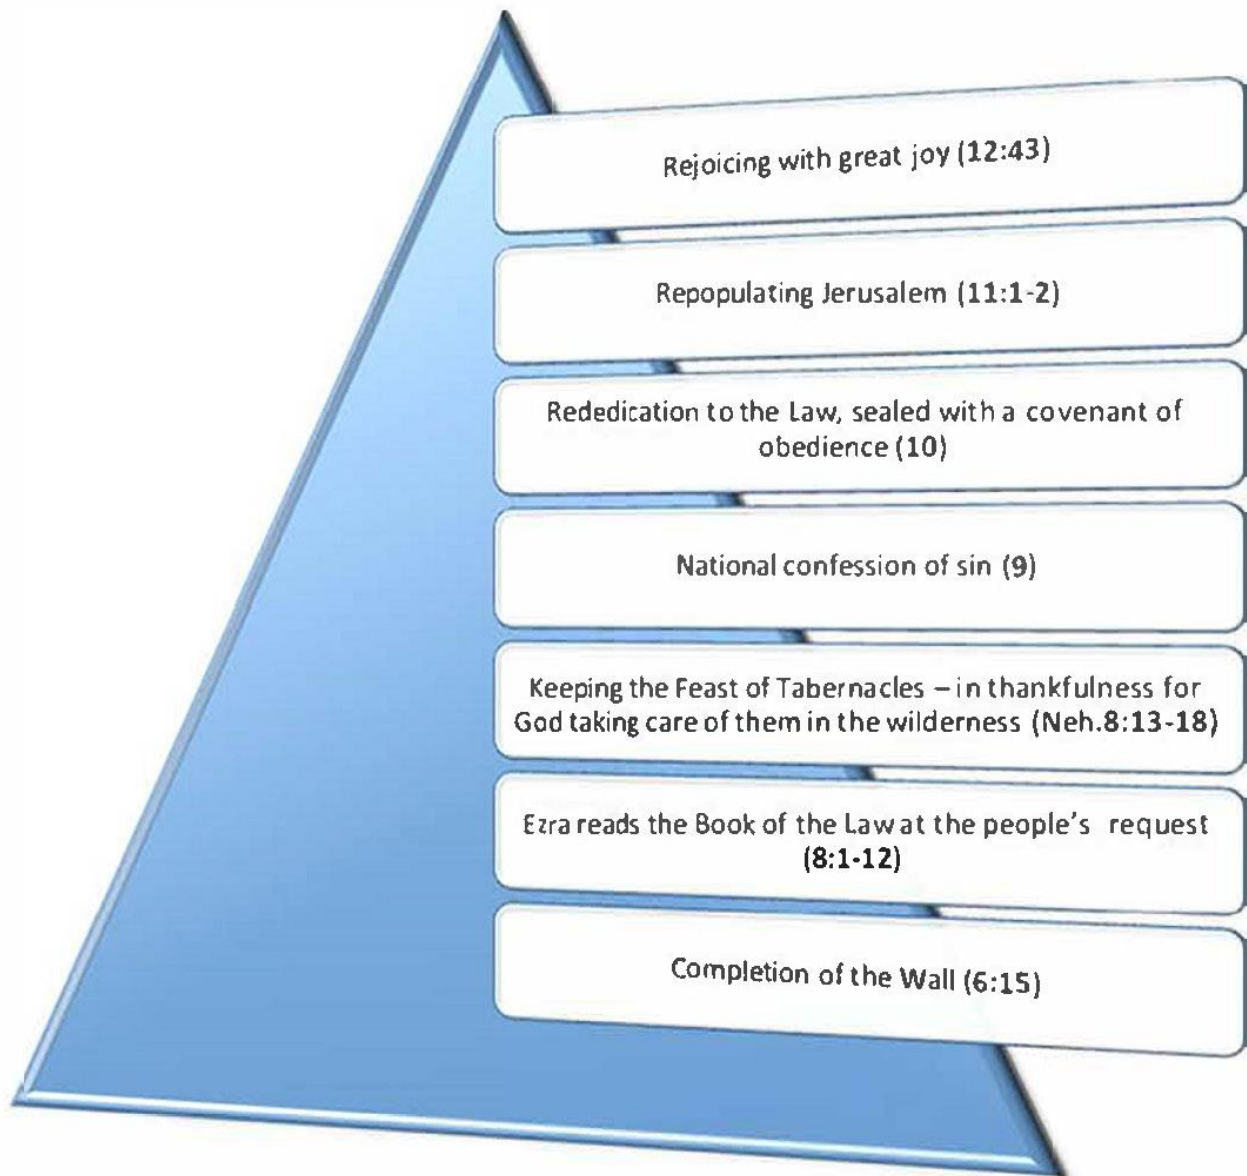 Rejoicing with great joy (12:43)
Repopulating Jerusalem (11:1-2)
Rededication to the Law, sealed with a covenant of
obedience (10)
National confession of sin (9)
Keeping the Feast of Tabernacles – in thankfulness for
God taking care of them in the wilderness (Neh.8:13-18)
Ezra reads the Book of the Law at the people's request
(8:1-12)
Completion of the Wall (6:15)